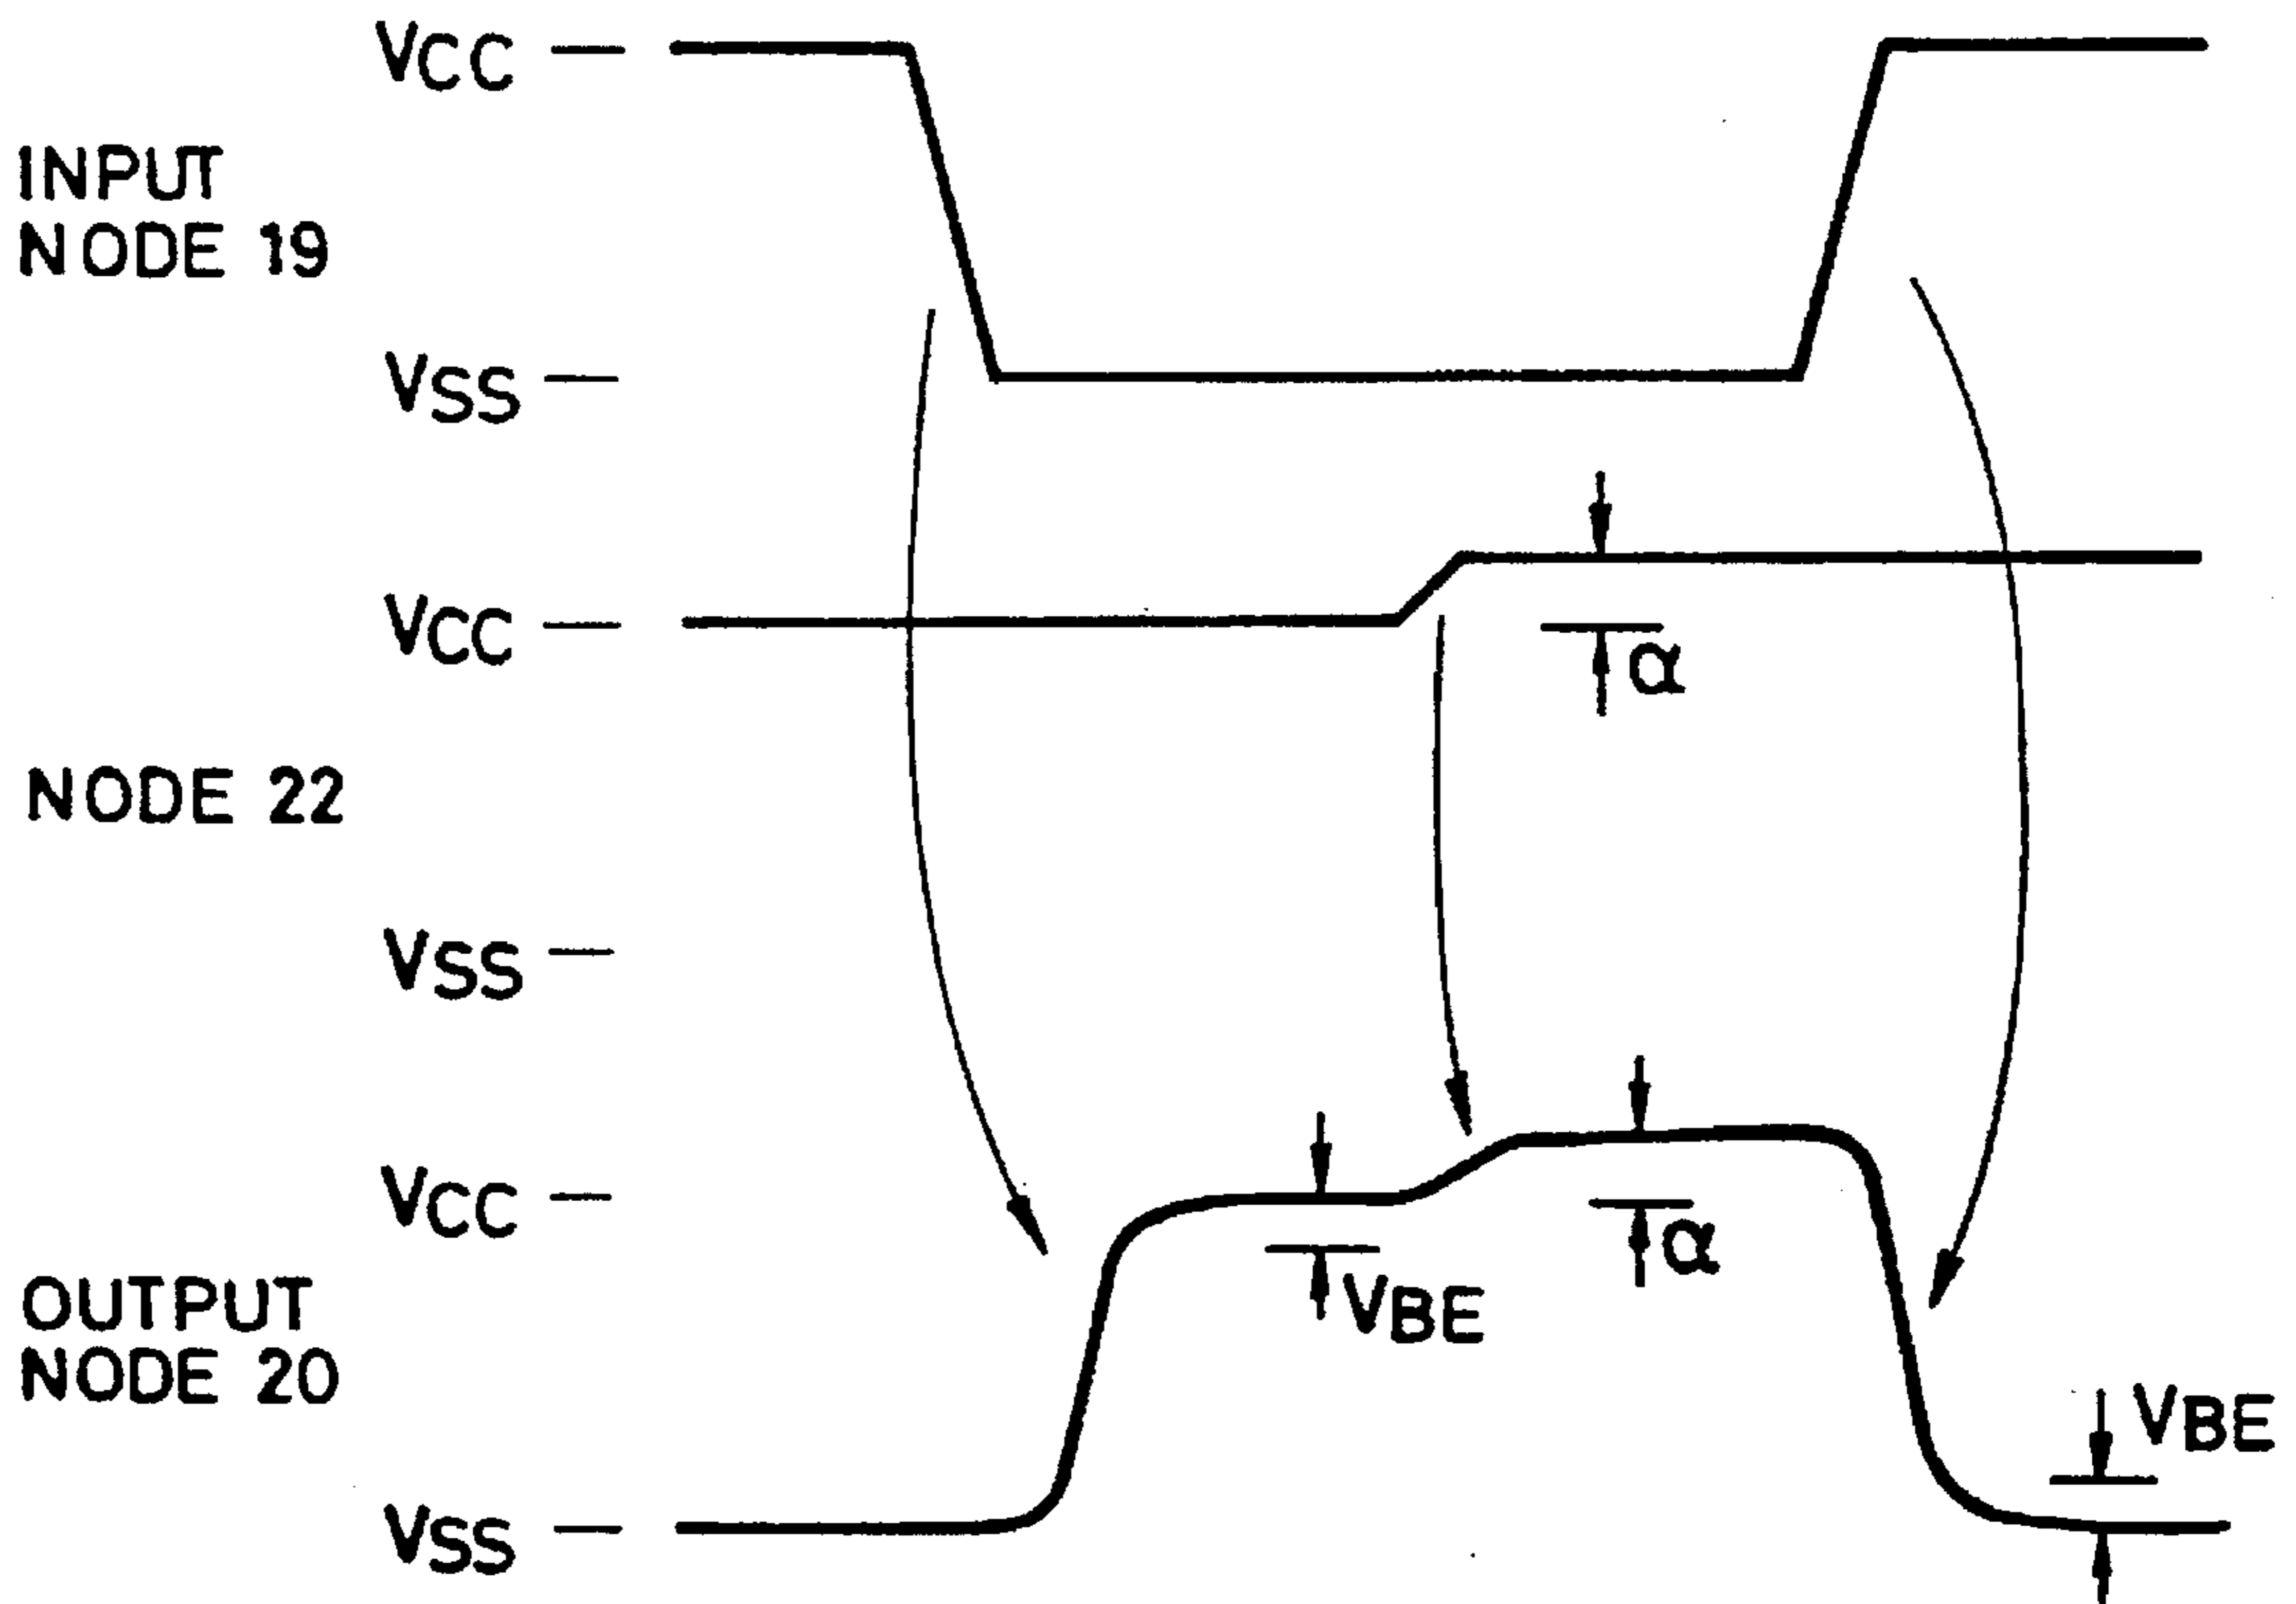 VCC
INPUT
NODE 19
VSS
VCC
α
NODE 22
VSS
VCC
α
VBE
OUTPUT
NODE 20
VBE
VSS